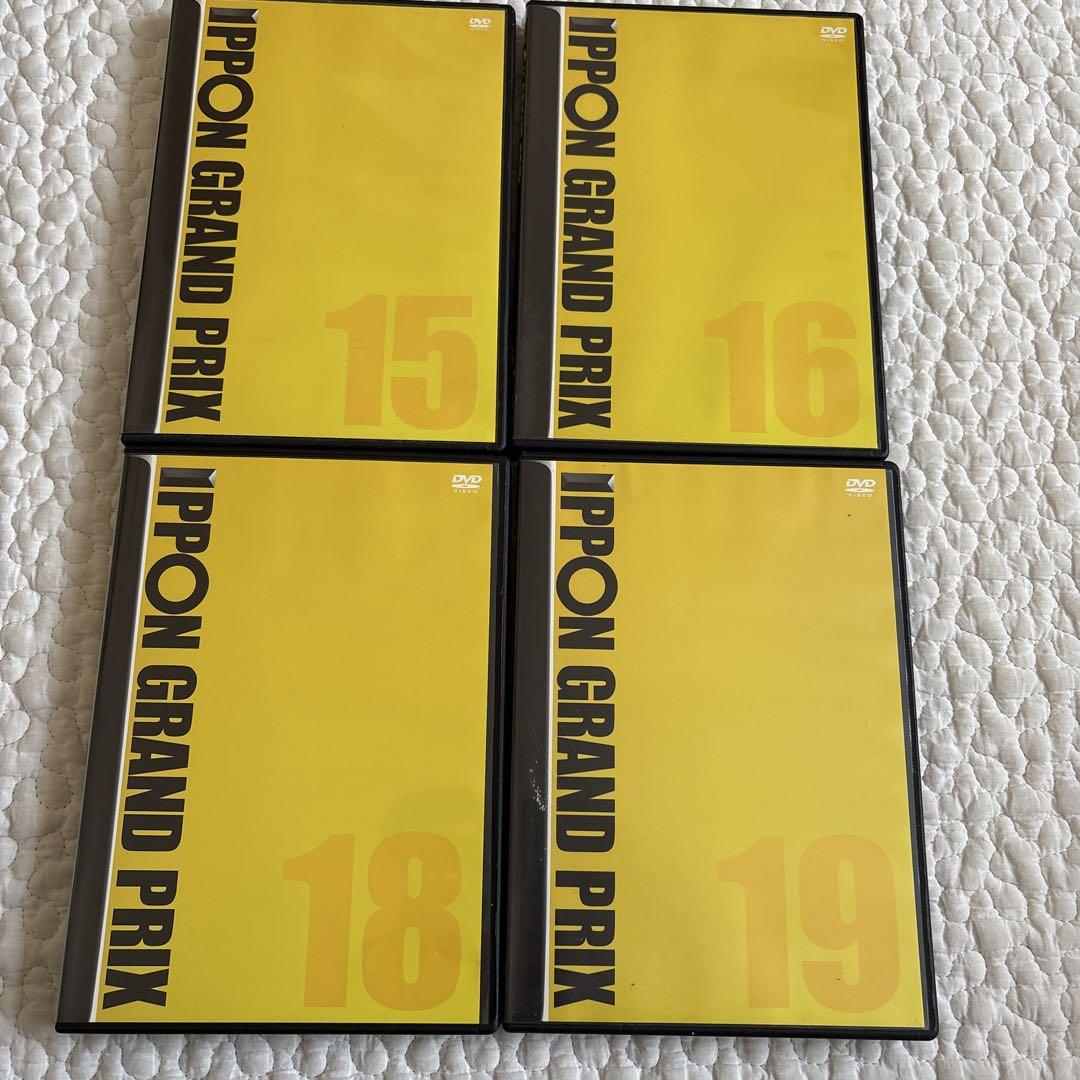 IPPON GRAND PRIX
DVD
VIDEO
15
IPPON GRAND PRIX
DVD
VIDEO
16
IPPON GRAND PRIX
DVD
VIDEO
18
IPPON GRAND PRIX
DVD
VIDEO
19